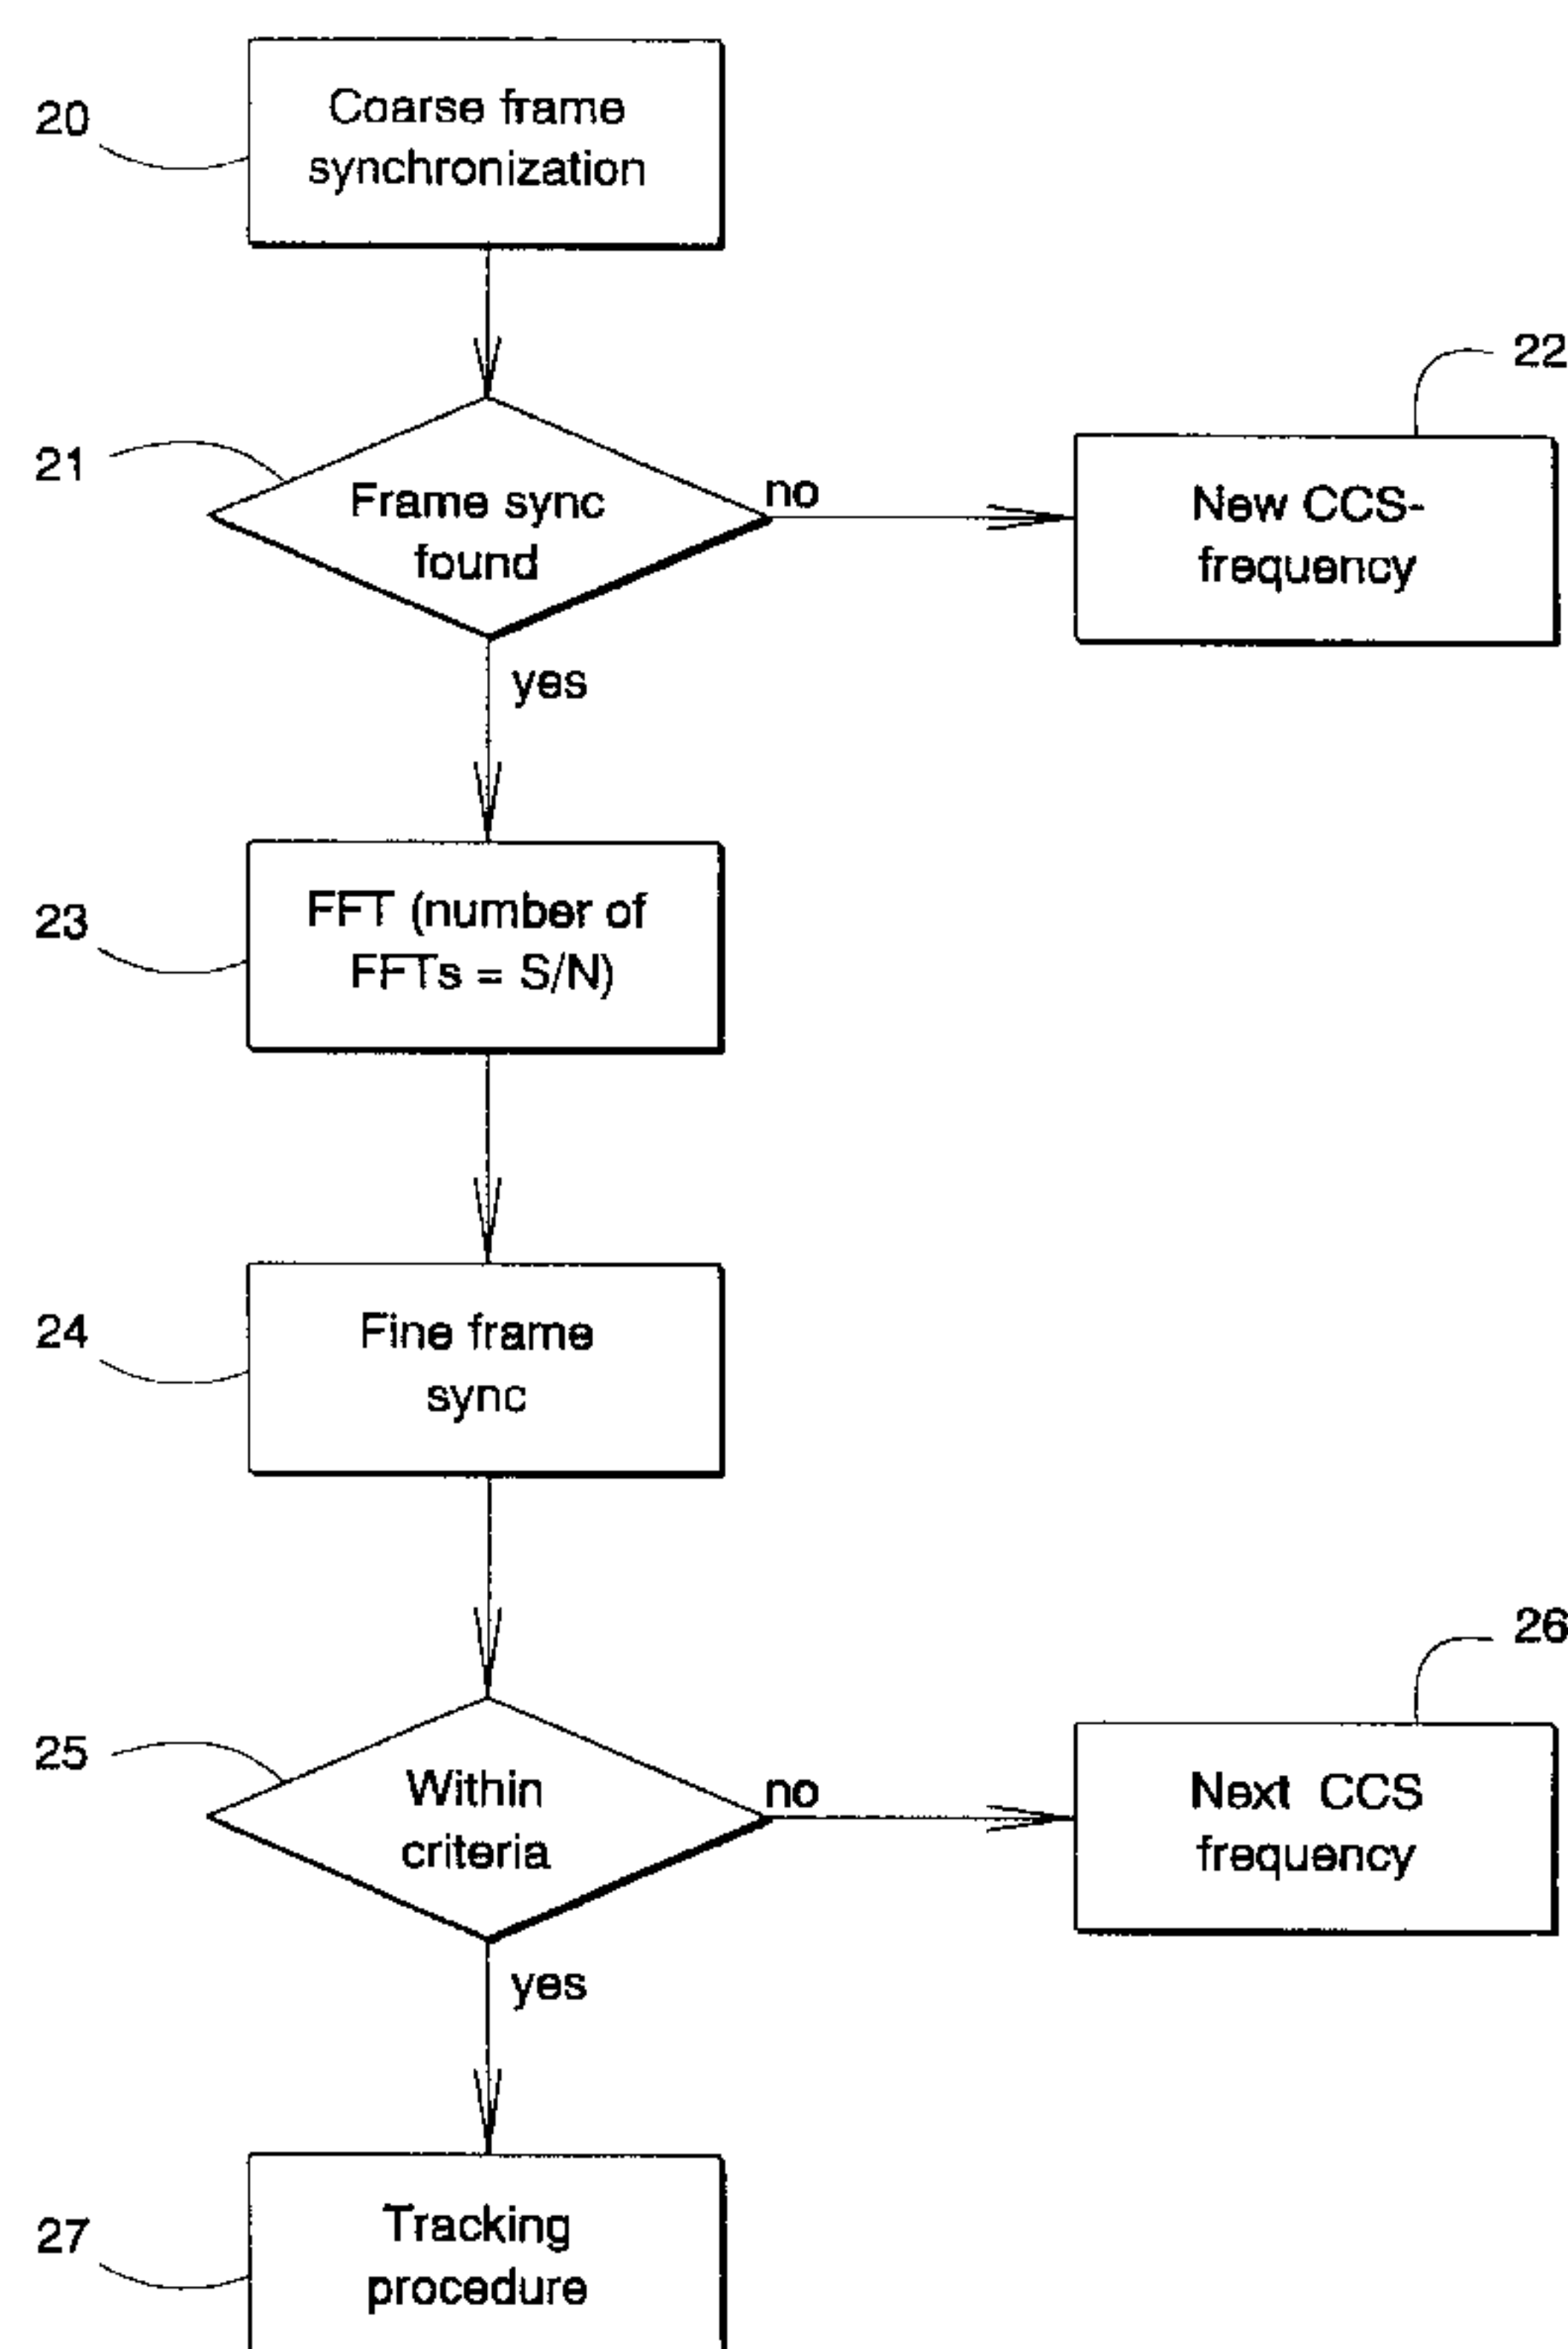 20
Coarse frame
synchronization
21
Frame sync
found
no
22
New CCS-
frequency
yes
23
FFT (number of
FFTs = S/N)
24
Fine frame
sync
25
Within
criteria
no
26
Next CCS
frequency
yes
27
Tracking
procedure